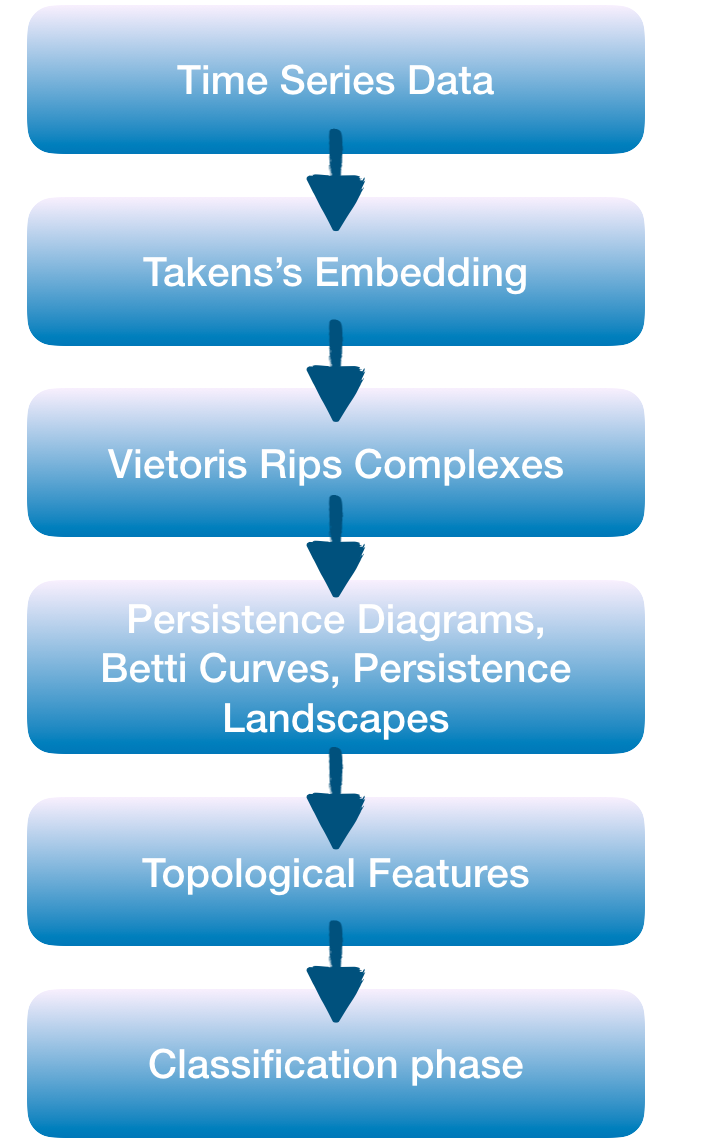 Time Series Data
Takens’s Embedding
Vietoris Rips Complexes
Persistence Diagrams,
Betti Curves, Persistence
Landscapes
Topological Features
Classification phase